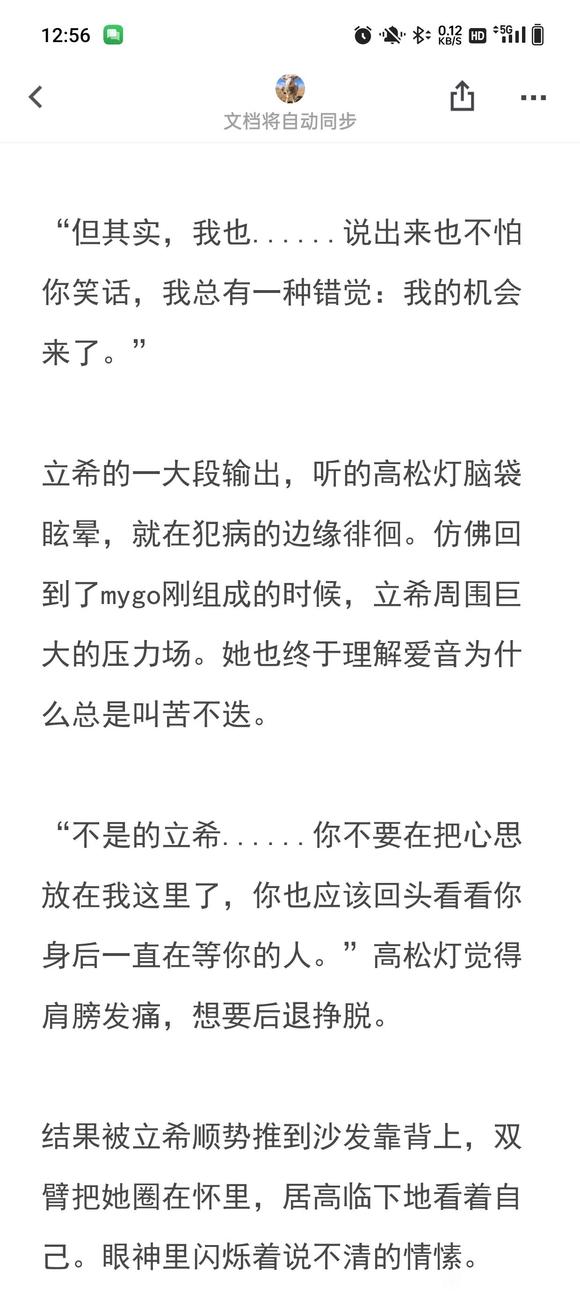 12:56
0.12
KB/S
HD
5G
文档将自动同步
“但其实，我也......说出来也不怕
你笑话，我总有一种错觉：我的机会
来了。”
立希的一大段输出，听的高松灯脑袋
眩晕，就在犯病的边缘徘徊。仿佛回
到了mygo刚组成的时候，立希周围巨
大的压力场。她也终于理解爱音为什
么总是叫苦不迭。
“不是的立希......你不要在把心思
放在我这里了，你也应该回头看看你
身后一直在等你的人。”高松灯觉得
肩膀发痛，想要后退挣脱。
结果被立希顺势推到沙发靠背上，双
臂把她圈在怀里，居高临下地看着自
己。眼神里闪烁着说不清的情愫。